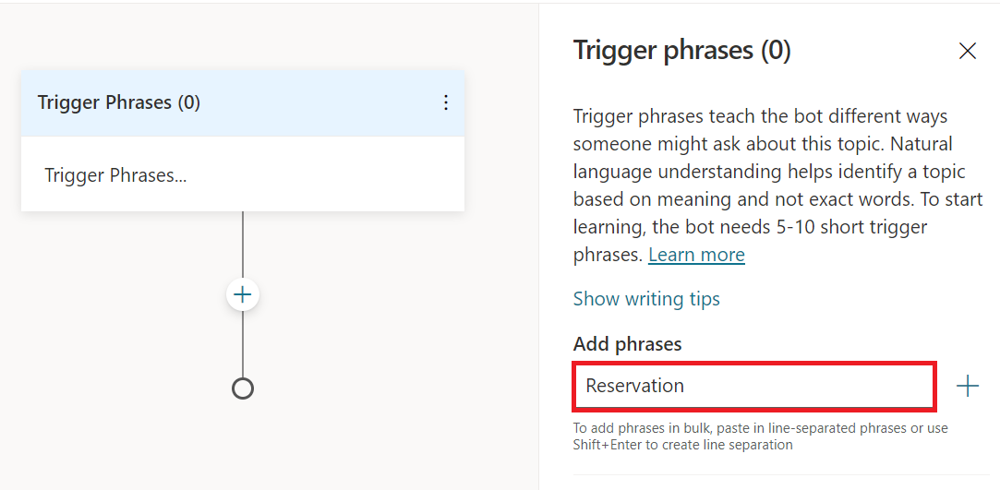 Trigger Phrases (0)
Trigger Phrases...
Trigger phrases (0)
Trigger phrases teach the bot different ways
someone might ask about this topic. Natural
language understanding helps identify a topic
based on meaning and not exact words. To start
learning, the bot needs 5-10 short trigger
phrases. Learn more
Show writing tips
Add phrases
Reservation
To add phrases in bulk, paste in line-separated phrases or use
Shift+Enter to create line separation